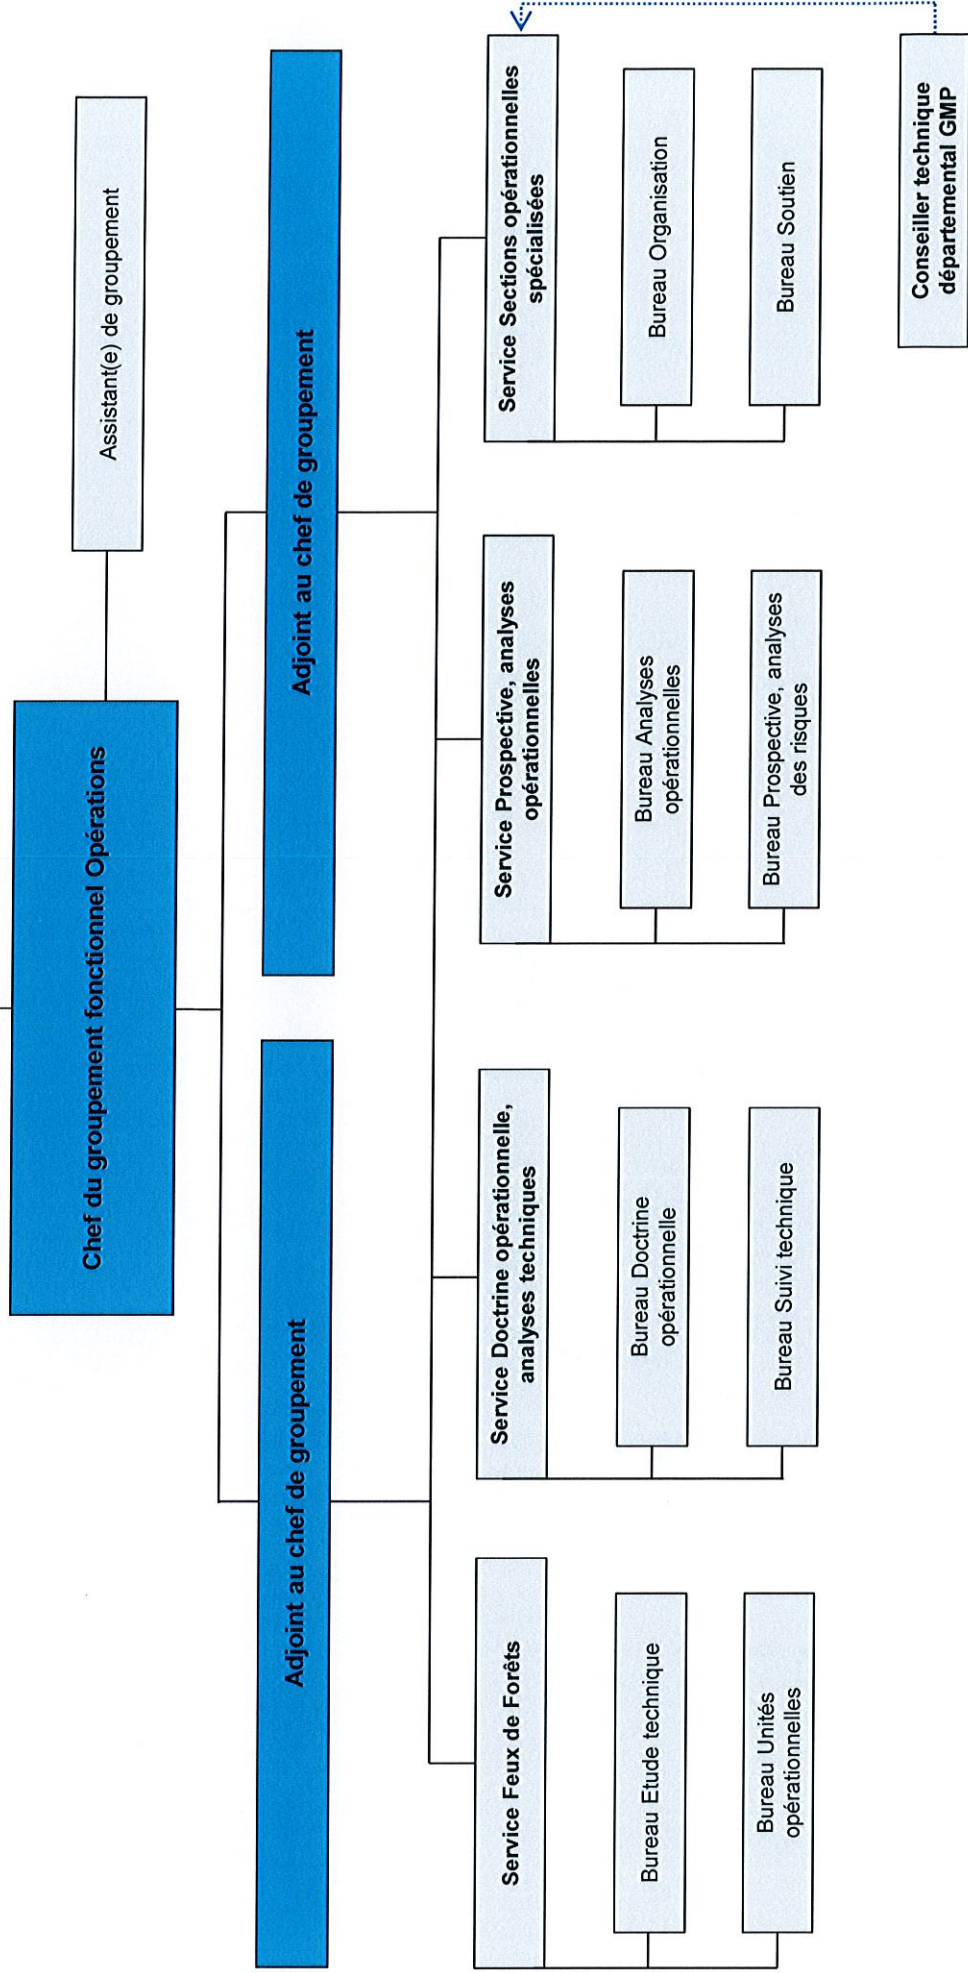 Chef du groupement fonctionnel Opérations
Assistant(e) de groupement
Adjoint au chef de groupement
Adjoint au chef de groupement
Service Feux de Forêts
Bureau Etude technique
Bureau Unités
opérationnelles
Service Doctrine opérationnelle,
analyses techniques
Bureau Doctrine
opérationnelle
Bureau Suivi technique
Service Prospective, analyses
opérationnelles
Bureau Analyses
opérationnelles
Bureau Prospective, analyses
des risques
Service Sections opérationnelles
spécialisées
Bureau Organisation
Bureau Soutien
Conseiller technique
départemental GMP